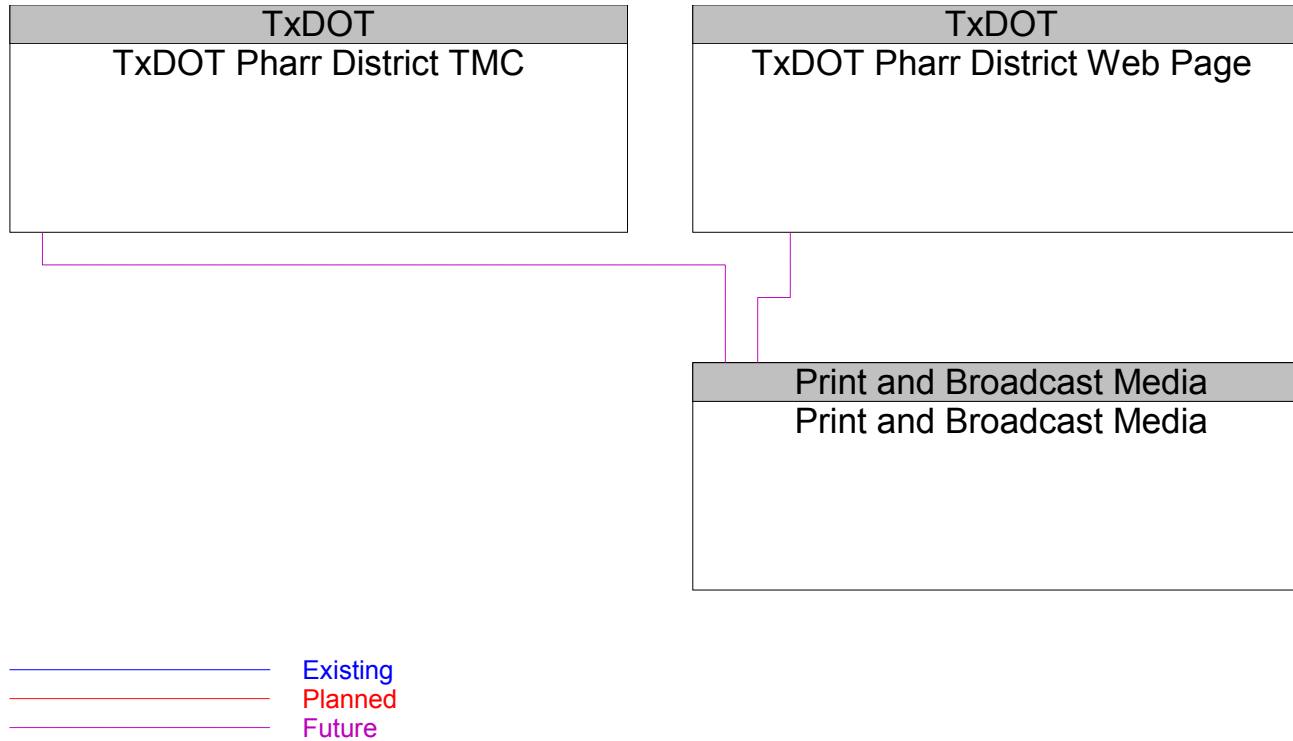 TxDOT
TxDOT Pharr District TMC
TxDOT
TxDOT Pharr District Web Page
Print and Broadcast Media
Print and Broadcast Media
Existing
Planned
Future